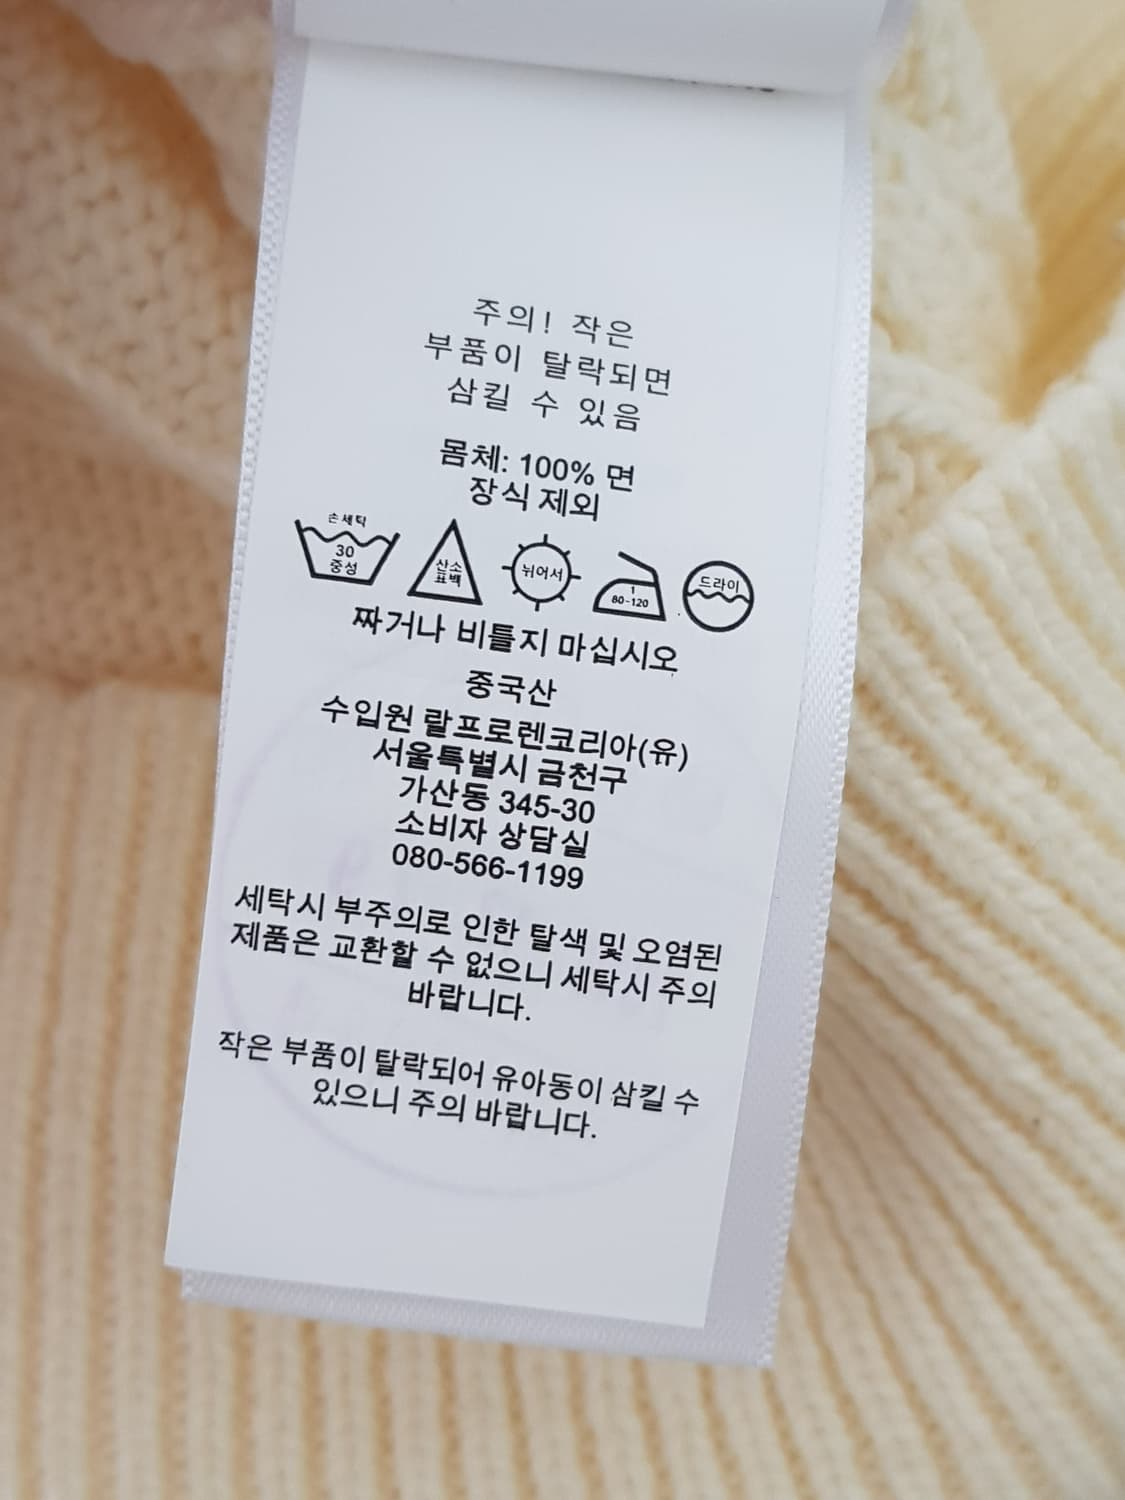 주의! 작은
부품이 탈락되면
삼킬 수 있음
몸체: 100% 면
장식 제외
손세탁
30
중성
산소
표백
뉘어서
1
80-120
드라이
짜거나 비틀지 마십시오
중국산
수입원 랄프로렌코리아(유)
서울특별시 금천구
가산동 345-30
소비자 상담실
080-566-1199
세탁시 부주의로 인한 탈색 및 오염된
제품은 교환할 수 없으니 세탁시 주의
바랍니다.
작은 부품이 탈락되어 유아동이 삼킬 수
있으니 주의 바랍니다.